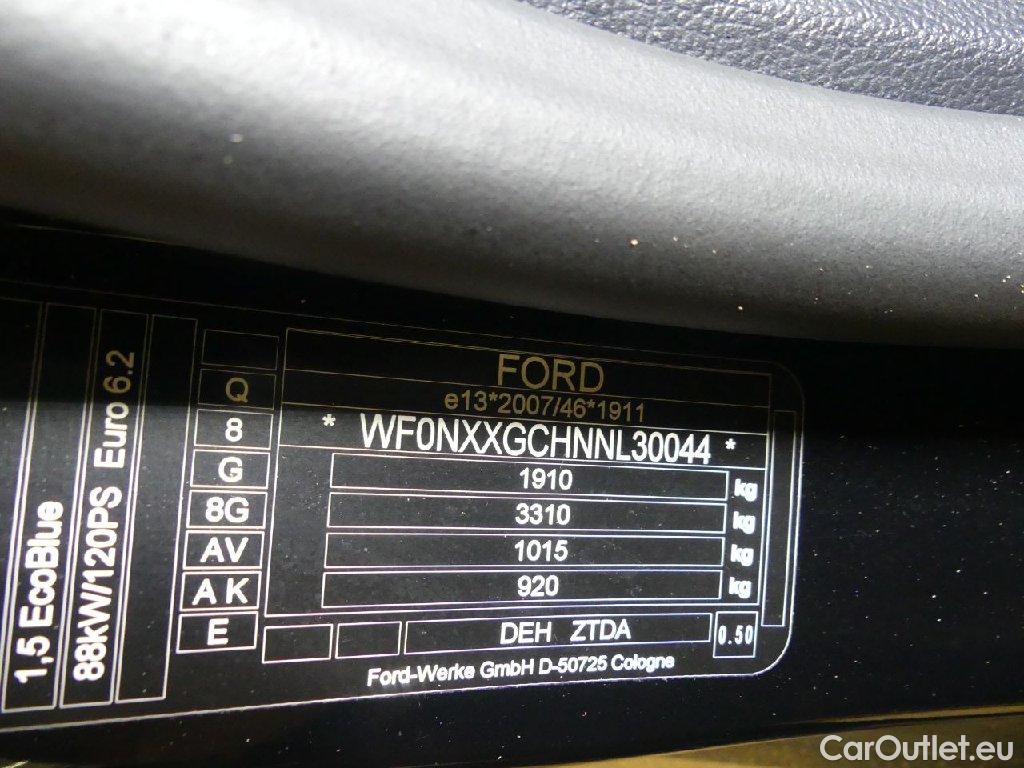 1,5 EcoBlue
88kW/120PS Euro 6.2
Q
8
G
8G
AV
AK
E
FORD
e13*2007/46*1911
* WF0NXXGCHNNL30044 *
1910 kg
3310 kg
1015 kg
920 kg
DEH ZTDA 0.50
Ford-Werke GmbH D-50725 Cologne
CarOutlet.eu